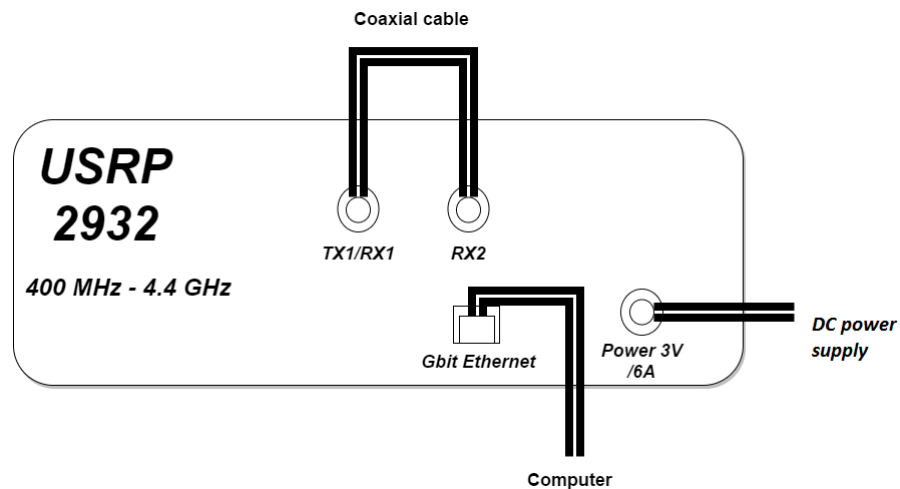 Coaxial cable
USRP
2932
TX1/RX1
RX2
400 MHz - 4.4 GHz
Gbit Ethernet
Power 3V
/6A
DC power
supply
Computer